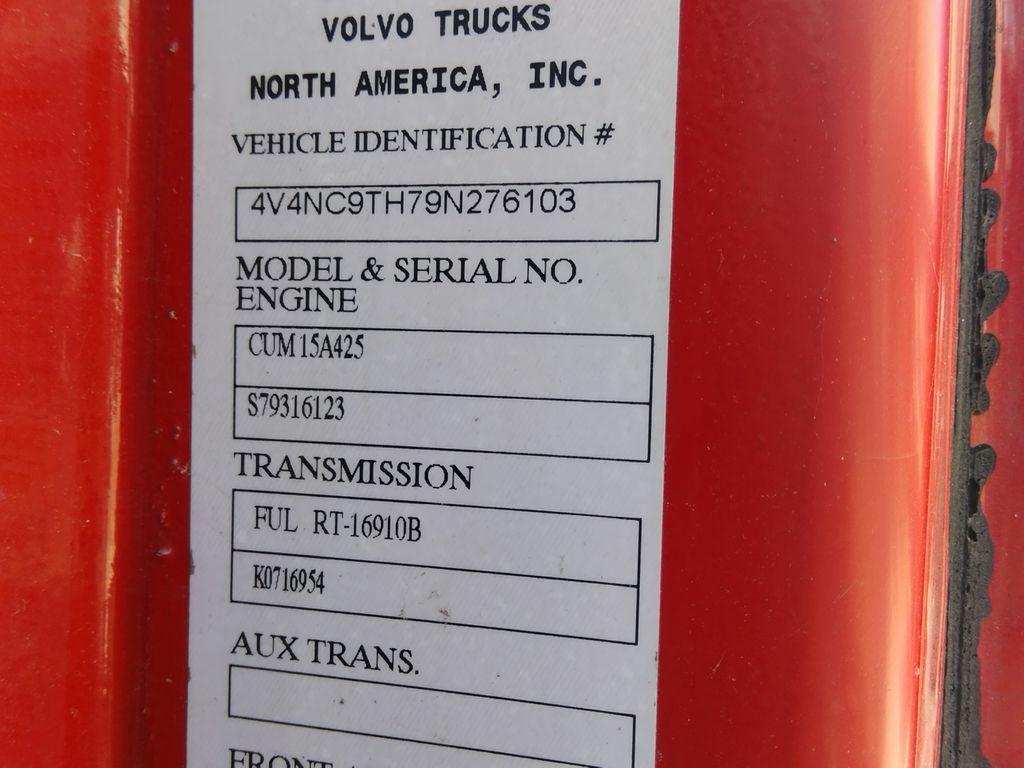 VOLVO TRUCKS
NORTH AMERICA, INC.
VEHICLE IDENTIFICATION #
4V4NC9TH79N276103
MODEL & SERIAL NO.
ENGINE
CUM 15A425
S79316123
TRANSMISSION
FUL RT-16910B
K0716954
AUX TRANS.
FRONT